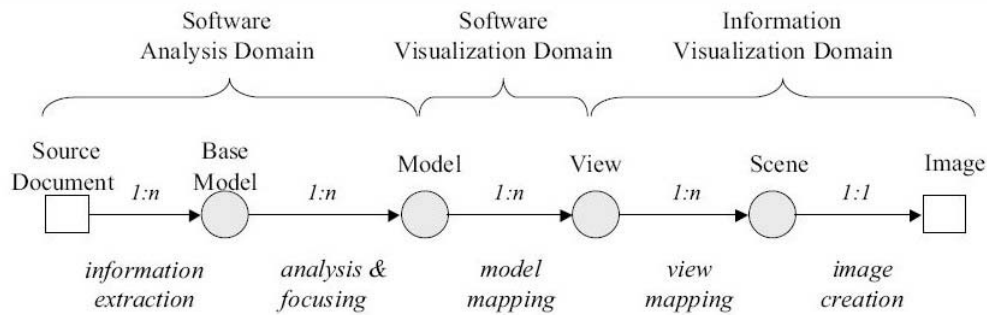 Software
Analysis Domain
Software
Visualization Domain
Information
Visualization Domain
Source
Document
Base
Model
Model
View
Scene
Image
1:n
1:n
1:n
1:n
1:1
information
extraction
analysis &
focusing
model
mapping
view
mapping
image
creation